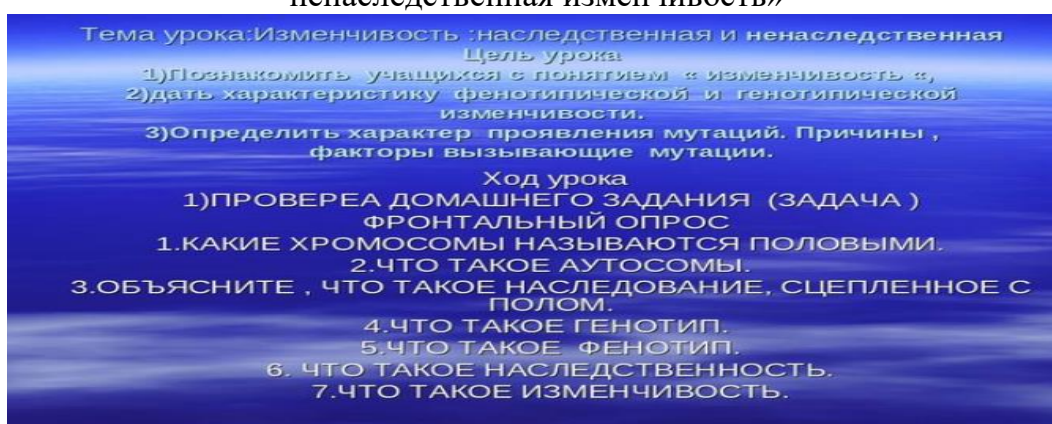 ненаследственная изменчивость»
Тема урока:Изменчивость :наследственная и ненаследственная
Цель урока
1)Познакомить учащихся с понятием « изменчивость «,
2)дать характеристику фенотипической и генотипической
изменчивости.
3)Определить характер проявления мутаций. Причины ,
факторы вызывающие мутации.
Ход урока
1)ПРОВЕРЕА ДОМАШНЕГО ЗАДАНИЯ (ЗАДАЧА )
ФРОНТАЛЬНЫЙ ОПРОС
1.КАКИЕ ХРОМОСОМЫ НАЗЫВАЮТСЯ ПОЛОВЫМИ.
2.ЧТО ТАКОЕ АУТОСОМЫ.
3.ОБЪЯСНИТЕ , ЧТО ТАКОЕ НАСЛЕДОВАНИЕ, СЦЕПЛЕННОЕ С
ПОЛОМ.
4.ЧТО ТАКОЕ ГЕНОТИП.
5.ЧТО ТАКОЕ ФЕНОТИП.
6. ЧТО ТАКОЕ НАСЛЕДСТВЕННОСТЬ.
7.ЧТО ТАКОЕ ИЗМЕНЧИВОСТЬ.